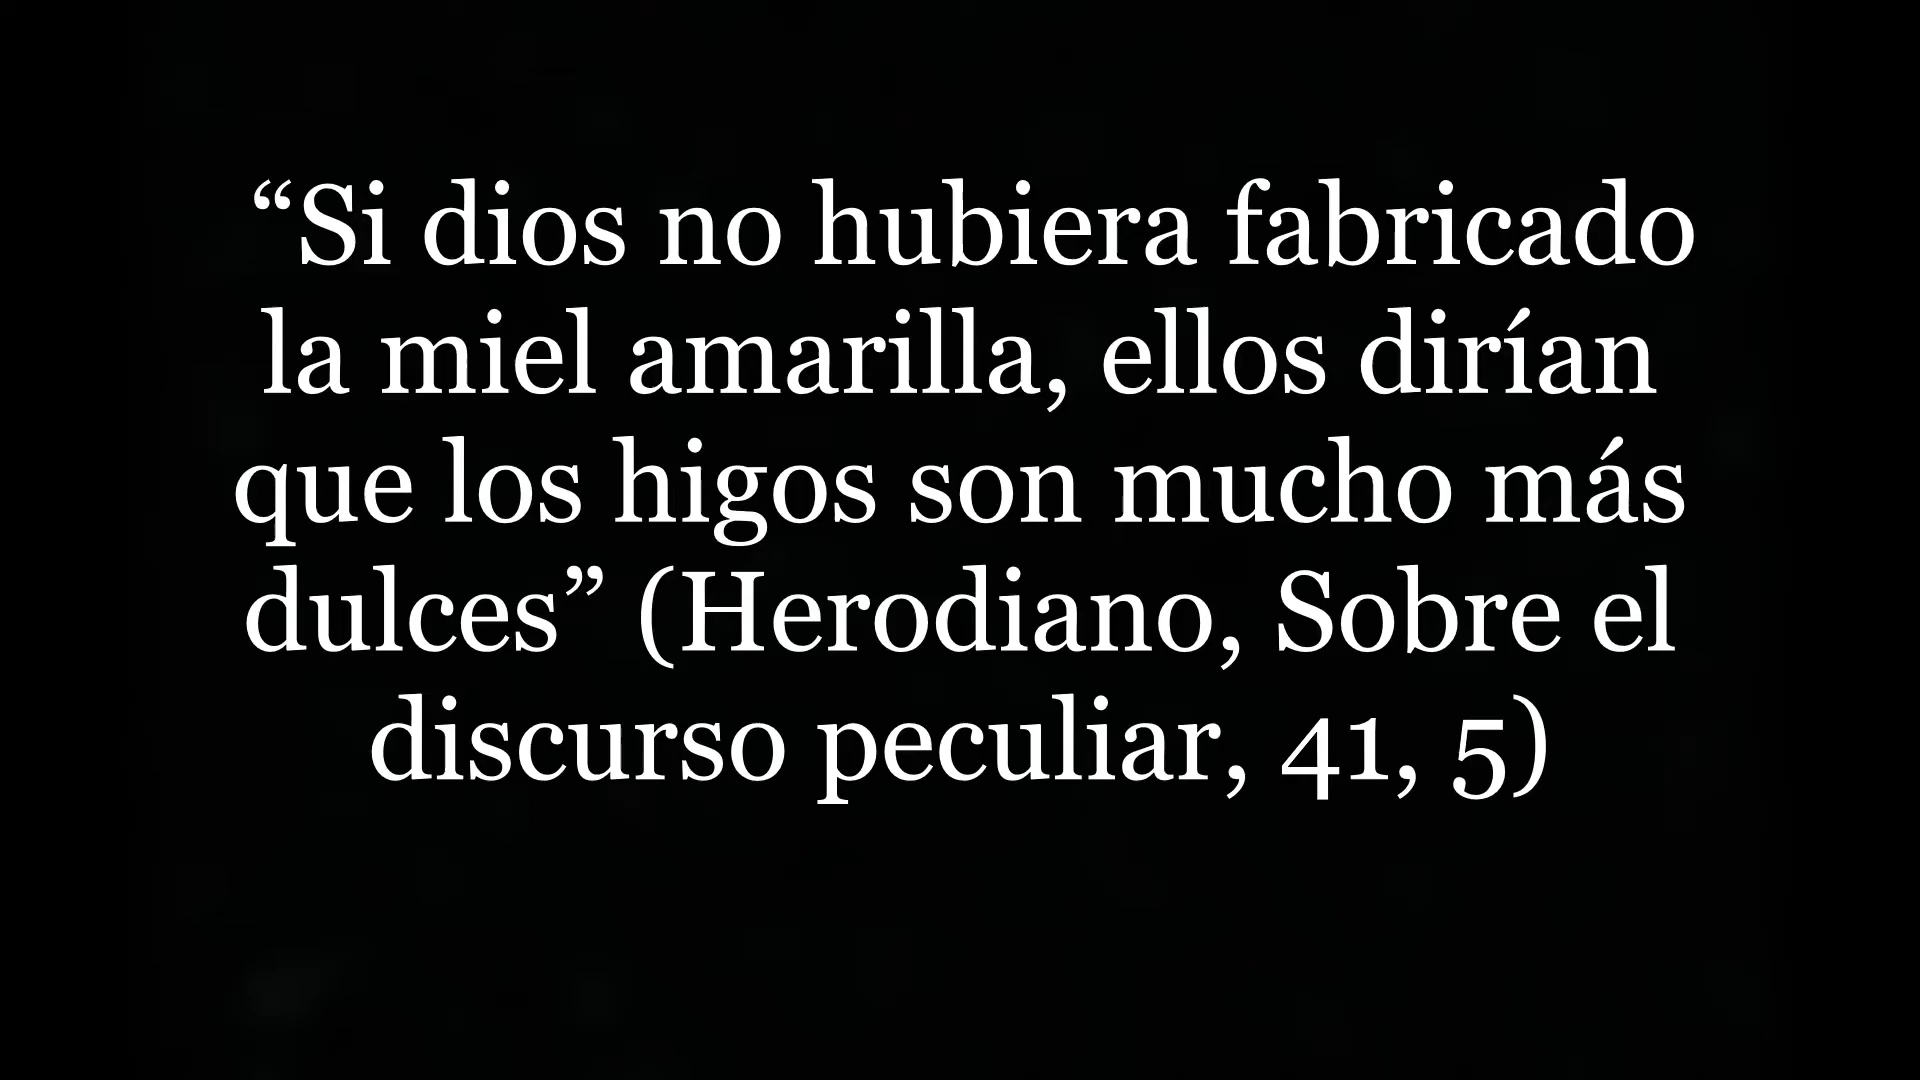 “Si dios no hubiera fabricado
la miel amarilla, ellos dirían
que los higos son mucho más
dulces” (Herodiano, Sobre el
discurso peculiar, 41, 5)